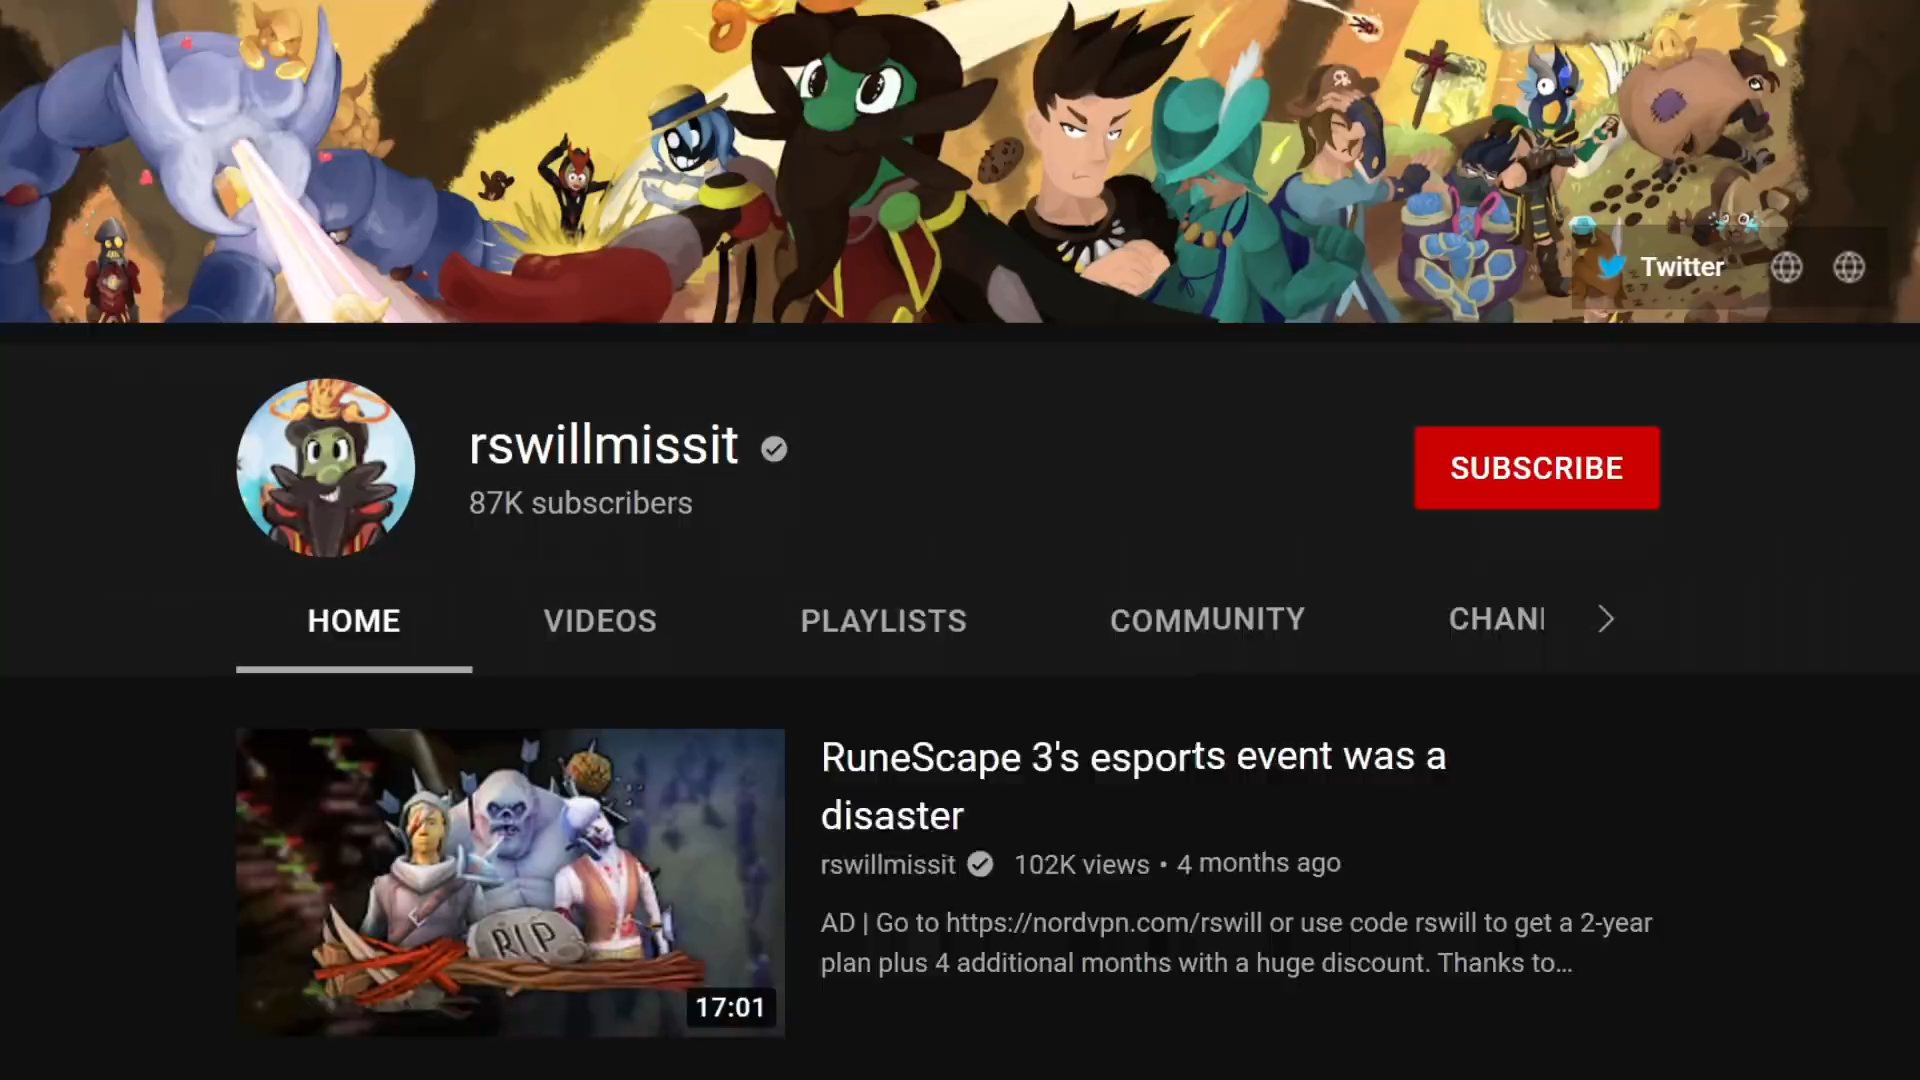 Twitter
rswillmissit
87K subscribers
SUBSCRIBE
HOME
VIDEOS
PLAYLISTS
COMMUNITY
CHAN
RIP
17:01
RuneScape 3's esports event was a
disaster
rswillmissit 102K views • 4 months ago
AD | Go to https://nordvpn.com/rswill or use code rswill to get a 2-year
plan plus 4 additional months with a huge discount. Thanks to...